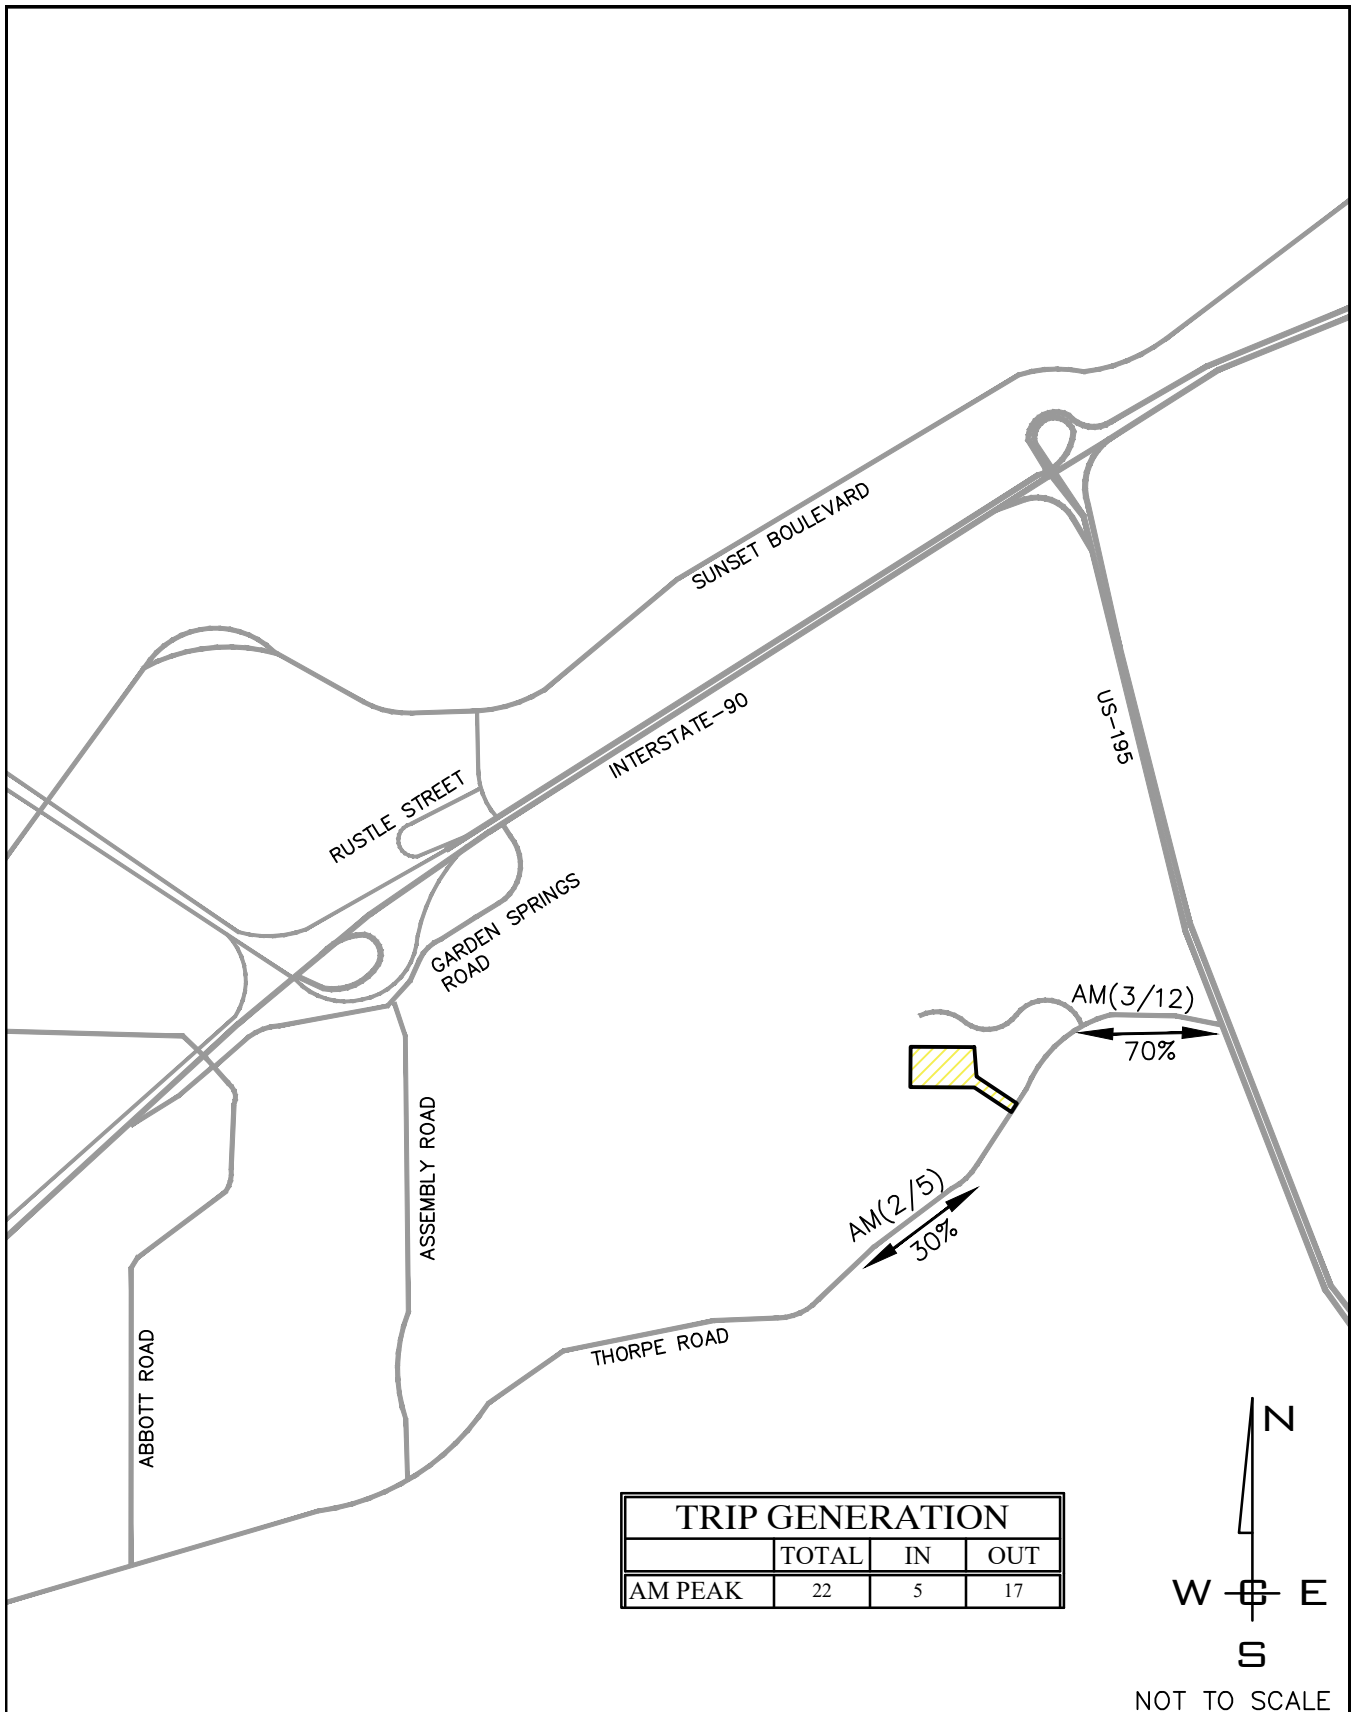 SUNSET BOULEVARD
INTERSTATE-90
US-195
RUSTLE STREET
GARDEN SPRINGS
ROAD
AM(3/12)
70%
ASSEMBLY ROAD
AM(2/5)
30%
THORPE ROAD
ABBOTT ROAD
N
TRIP GENERATION
TOTAL IN OUT
AM PEAK 22 5 17
W E
S
NOT TO SCALE